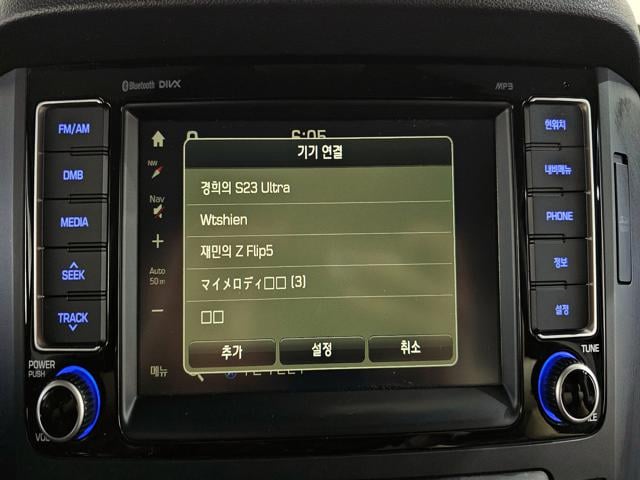 Bluetooth DIVX
MP3
FM/AM
DMB
MEDIA
SEEK
TRACK
POWER
PUSH
VOL
6:05
NW
Nav
Auto
50 m
메뉴
기기 연결
경희의 S23 Ultra
Wtshien
재민의 Z Flip5
マイメロディ□□ (3)
□□
추가
설정
취소
현위치
내비메뉴
PHONE
정보
설정
TUNE